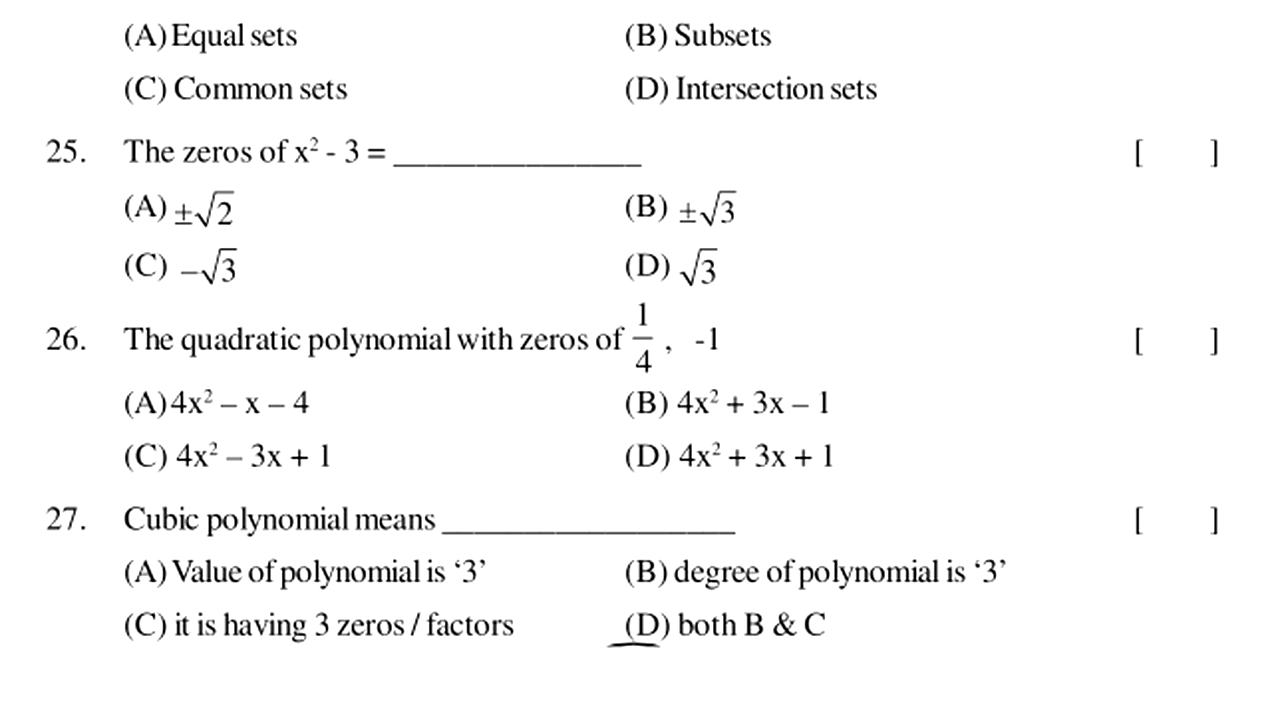 (A) Equal sets (B) Subsets
(C) Common sets (D) Intersection sets
25. The zeros of x² - 3 = _______________ [ ]
(A) ±√2 (B) ±√3
(C) –√3 (D) √3
26. The quadratic polynomial with zeros of 1/4 , -1 [ ]
(A) 4x² – x – 4 (B) 4x² + 3x – 1
(C) 4x² – 3x + 1 (D) 4x² + 3x + 1
27. Cubic polynomial means __________________ [ ]
(A) Value of polynomial is ‘3’ (B) degree of polynomial is ‘3’
(C) it is having 3 zeros / factors (D) both B & C